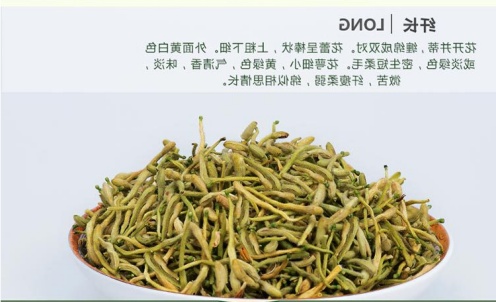 纤长 | LONG
花开并蒂，缠绵成双成对。花蕾呈棒状，上粗下细。外面黄白色
或淡绿色，密生短柔毛。花萼细小，黄绿色，气清香，味淡，
微苦，纤瘦柔弱，绵似相思情长。